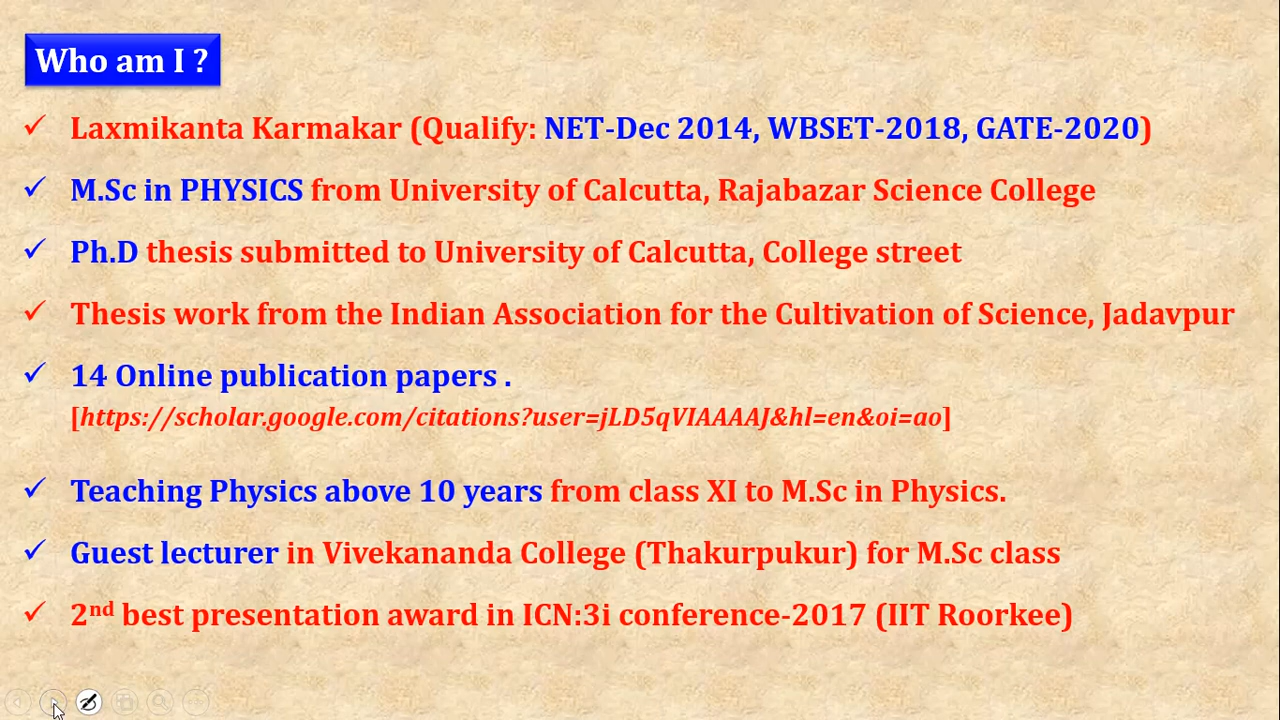 Who am I ?
Laxmikanta Karmakar (Qualify: NET-Dec 2014, WBSET-2018, GATE-2020)
M.Sc in PHYSICS from University of Calcutta, Rajabazar Science College
Ph.D thesis submitted to University of Calcutta, College street
Thesis work from the Indian Association for the Cultivation of Science, Jadavpur
14 Online publication papers .
[https://scholar.google.com/citations?user=jLD5qVIAAAAJ&hl=en&oi=ao]
Teaching Physics above 10 years from class XI to M.Sc in Physics.
Guest lecturer in Vivekananda College (Thakurpukur) for M.Sc class
2nd best presentation award in ICN:3i conference-2017 (IIT Roorkee)